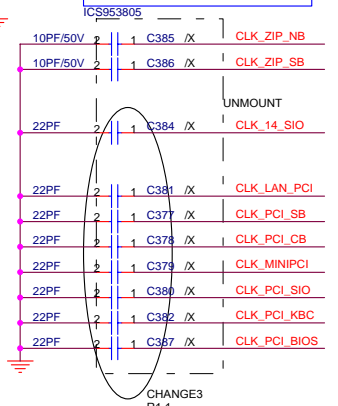 ICS953805
10PF/50V 2 1 C385 /X CLK_ZIP_NB
10PF/50V 2 1 C386 /X CLK_ZIP_SB
UNMOUNT
22PF 2 1 C384 /X CLK_14_SIO
22PF 2 1 C381 /X CLK_LAN_PCI
22PF 2 1 C377 /X CLK_PCI_SB
22PF 2 1 C378 /X CLK_PCI_CB
22PF 2 1 C379 /X CLK_MINIPCI
22PF 2 1 C380 /X CLK_PCI_SIO
22PF 2 1 C382 /X CLK_PCI_KBC
22PF 2 1 C387 /X CLK_PCI_BIOS
CHANGE3